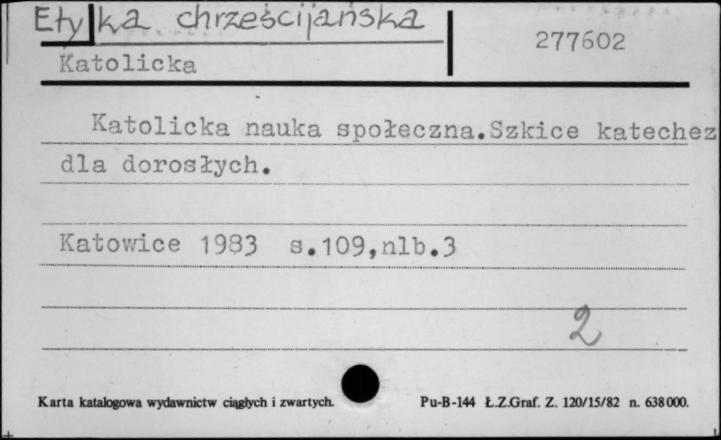 Etyka chrześcijańska
277602
Katolicka
Katolicka nauka społeczna.Szkice katechez
dla dorosłych.
Katowice 1983 s.109,nlb.3
2
Karta katalogowa wydawnictw ciągłych i zwartych.
Pu-B-144 Ł.Z.Graf. Z. 120/15/82 n. 638000.